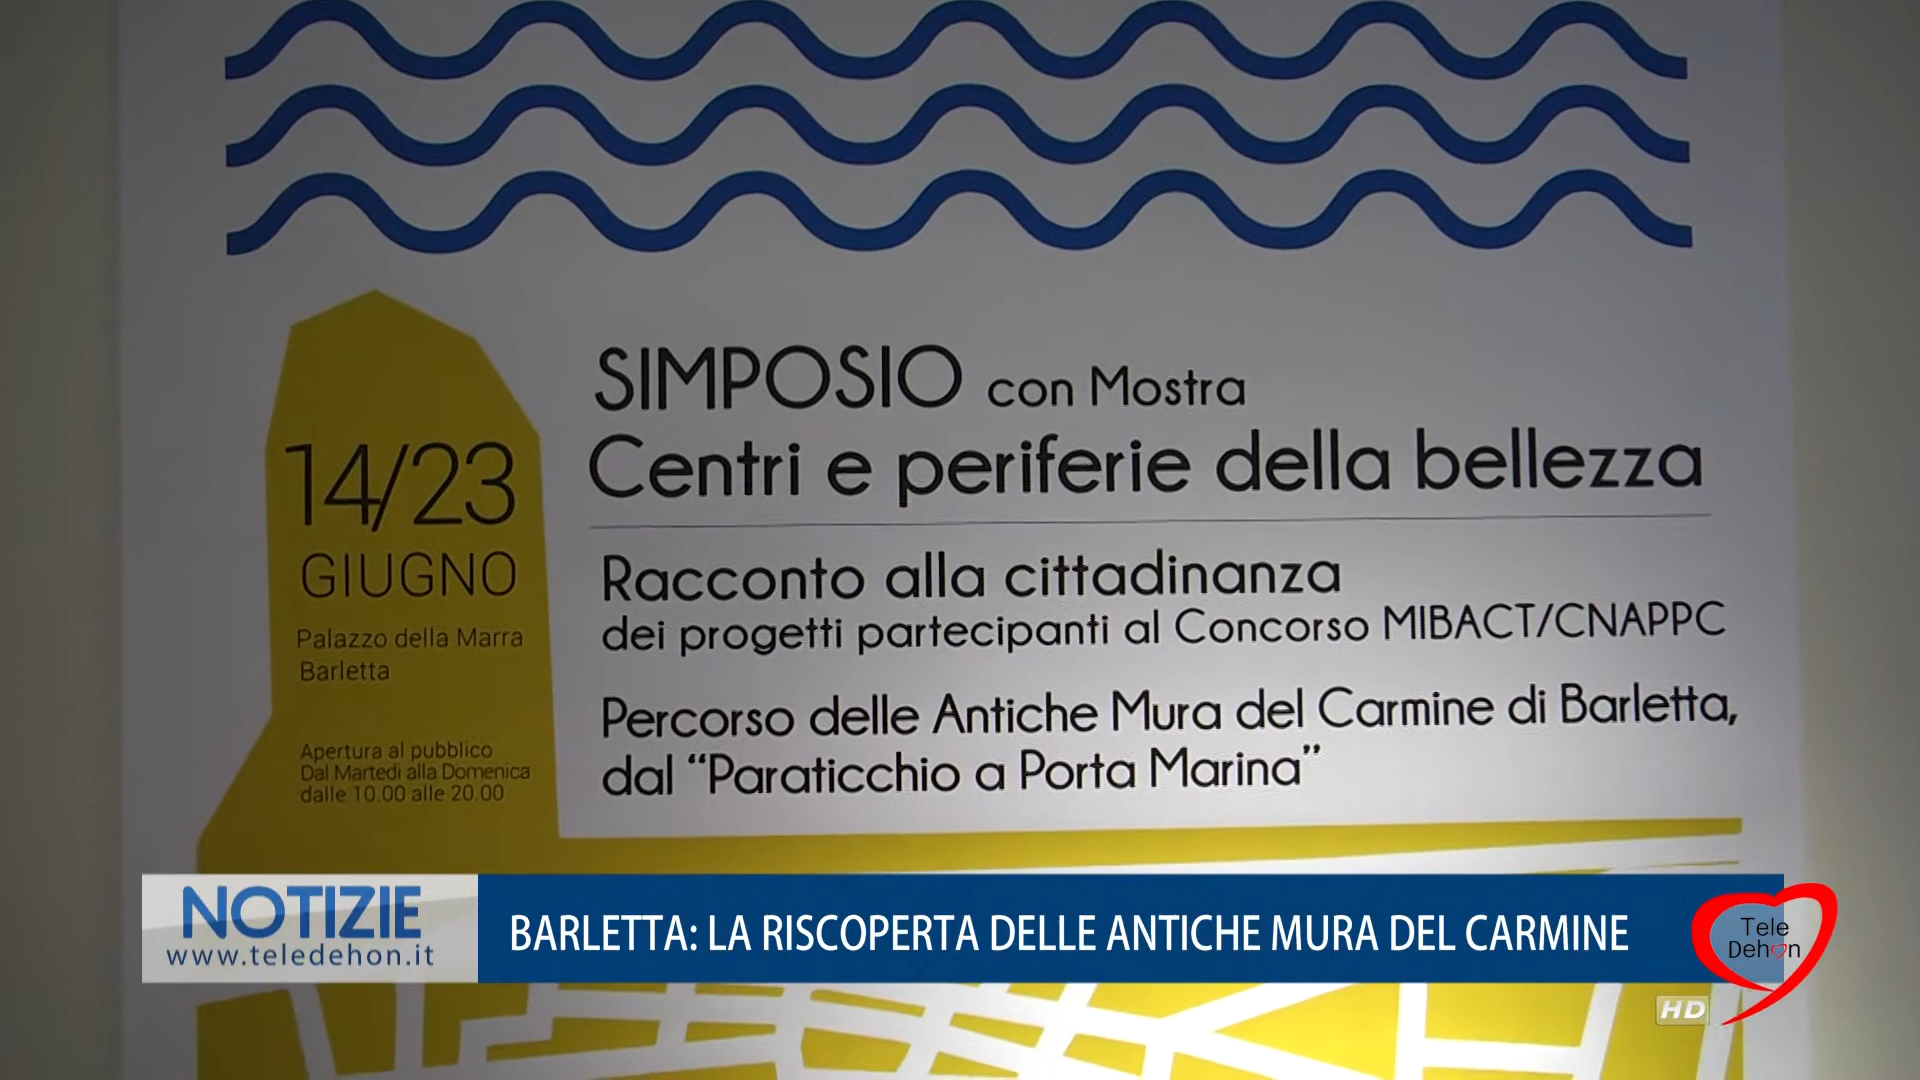 SIMPOSIO con Mostra
Centri e periferie della bellezza
14/23
GIUGNO
Palazzo della Marra
Barletta
Apertura al pubblico
Dal Martedi alla Domenica
dalle 10.00 alle 20.00
Racconto alla cittadinanza
dei progetti partecipanti al Concorso MIBACT/CNAPPC
Percorso delle Antiche Mura del Carmine di Barletta,
dal “Paraticchio a Porta Marina”
NOTIZIE
www.teledehon.it
BARLETTA: LA RISCOPERTA DELLE ANTICHE MURA DEL CARMINE
Tele
Dehon
HD